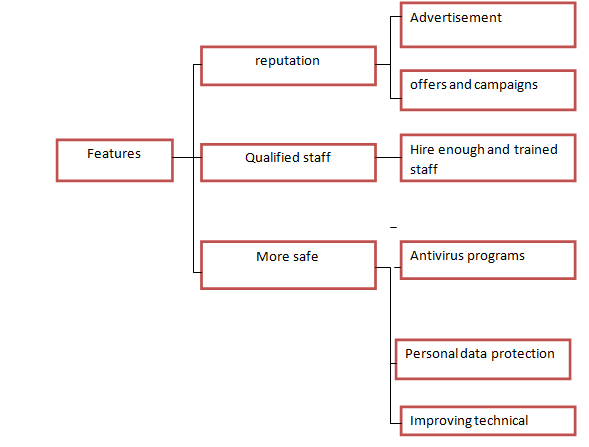 Advertisement
reputation
offers and campaigns
Features
Qualified staff
Hire enough and trained
staff
More safe
Antivirus programs
Personal data protection
Improving technical